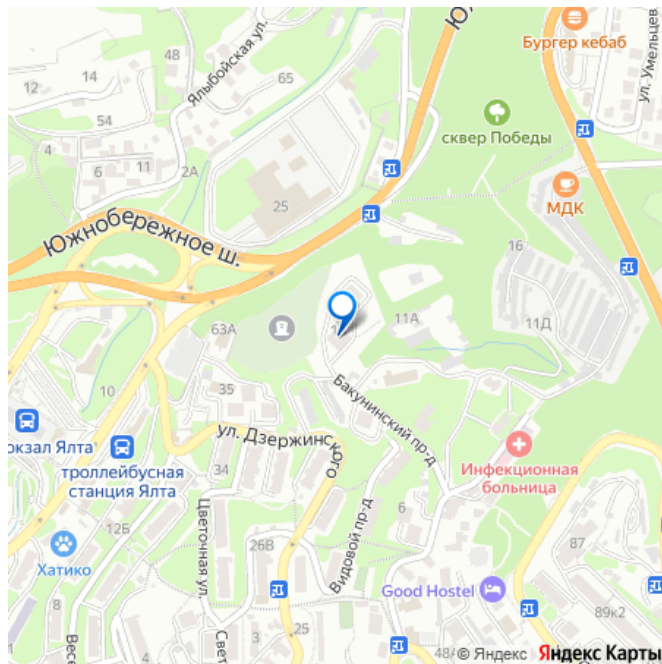 Бургер кебаб
ул. Умельцев
48
12
14
65
Ялыбойская ул.
54
4
6
11
2А
сквер Победы
25
МДК
Южнобережное ш.
16
11А
11Д
63А
10
35
окзал Ялта
троллейбусная
станция Ялта
ул. Дзержинского
Бакунинский пр-д
Инфекционная
больница
34
Цветочная ул.
Видовой пр-д
6
12Б
26В
87
Хатико
Good Hostel
8
89к2
3
25
48А
© Яндекс Яндекс Карты